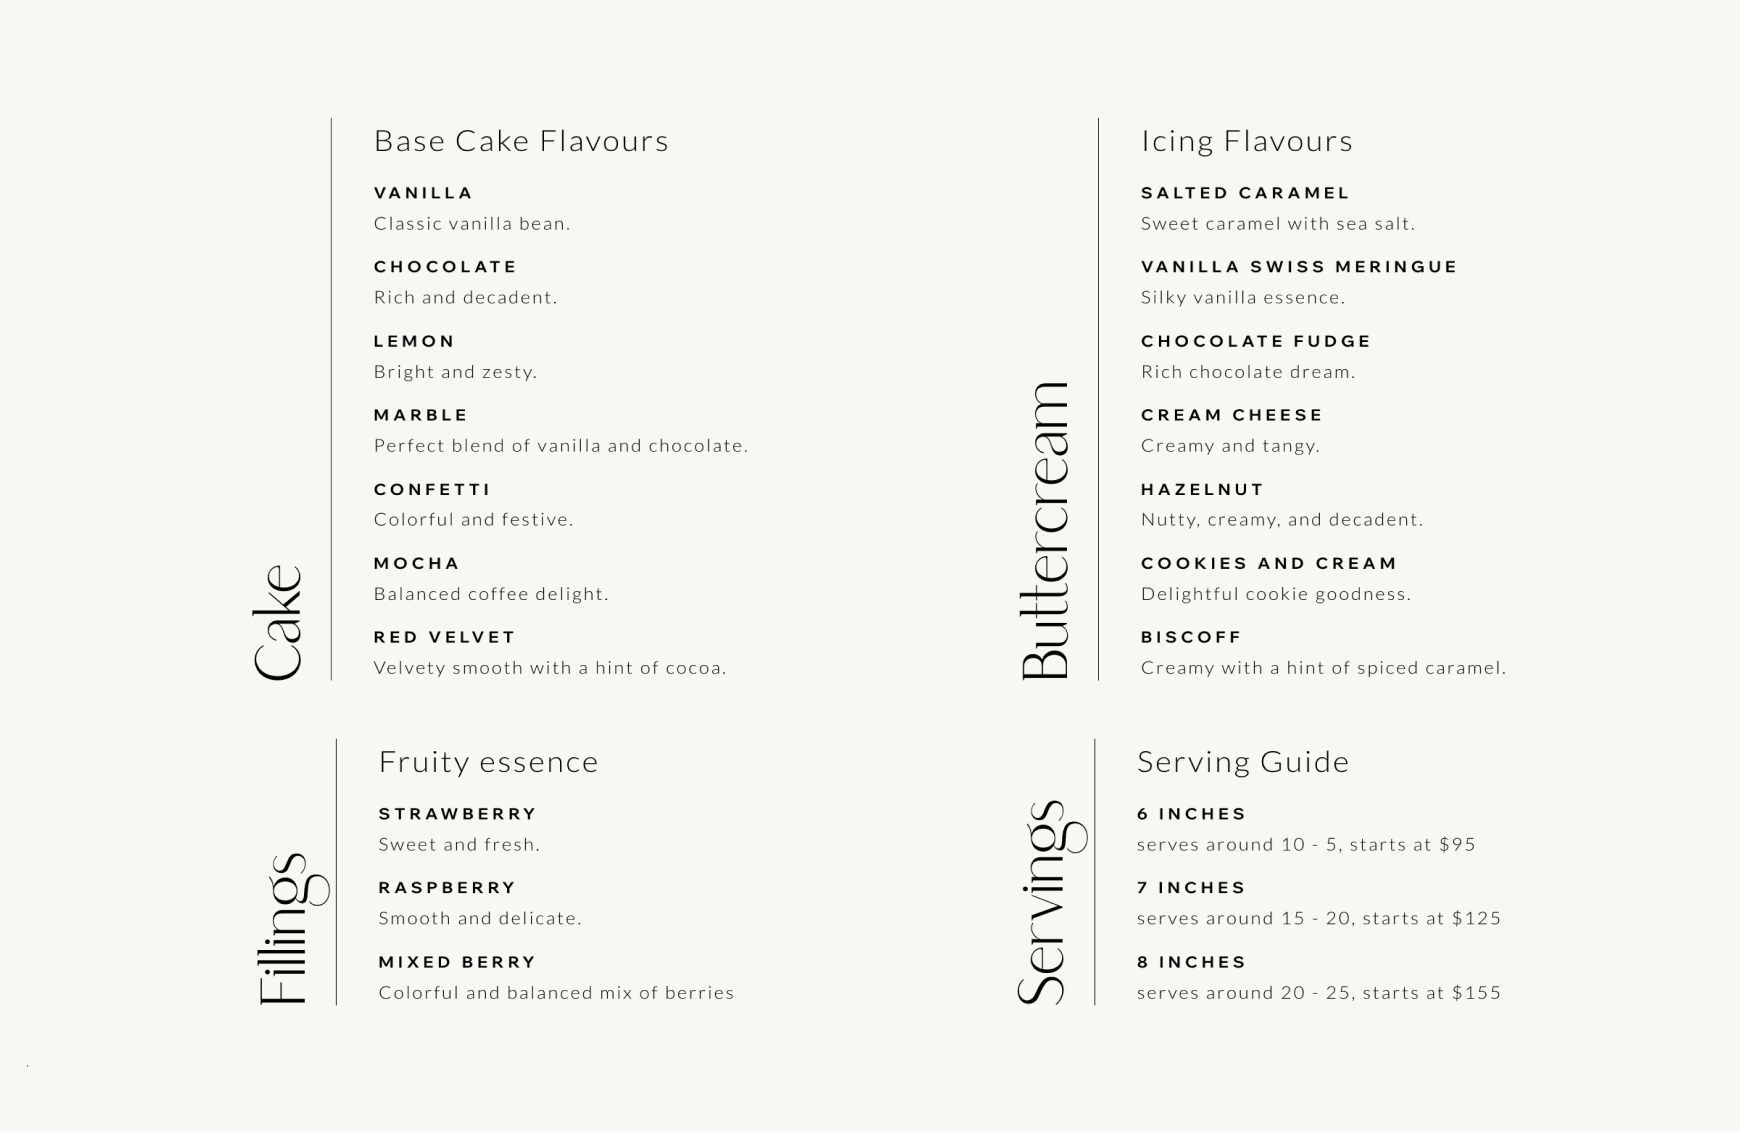 Cake
Base Cake Flavours
VANILLA
Classic vanilla bean.
CHOCOLATE
Rich and decadent.
LEMON
Bright and zesty.
MARBLE
Perfect blend of vanilla and chocolate.
CONFETTI
Colorful and festive.
MOCHA
Balanced coffee delight.
RED VELVET
Velvety smooth with a hint of cocoa.
Buttercream
Icing Flavours
SALTED CARAMEL
Sweet caramel with sea salt.
VANILLA SWISS MERINGUE
Silky vanilla essence.
CHOCOLATE FUDGE
Rich chocolate dream.
CREAM CHEESE
Creamy and tangy.
HAZELNUT
Nutty, creamy, and decadent.
COOKIES AND CREAM
Delightful cookie goodness.
BISCOFF
Creamy with a hint of spiced caramel.
Fillings
Fruity essence
STRAWBERRY
Sweet and fresh.
RASPBERRY
Smooth and delicate.
MIXED BERRY
Colorful and balanced mix of berries
Servings
Serving Guide
6 INCHES
serves around 10 - 5, starts at $95
7 INCHES
serves around 15 - 20, starts at $125
8 INCHES
serves around 20 - 25, starts at $155